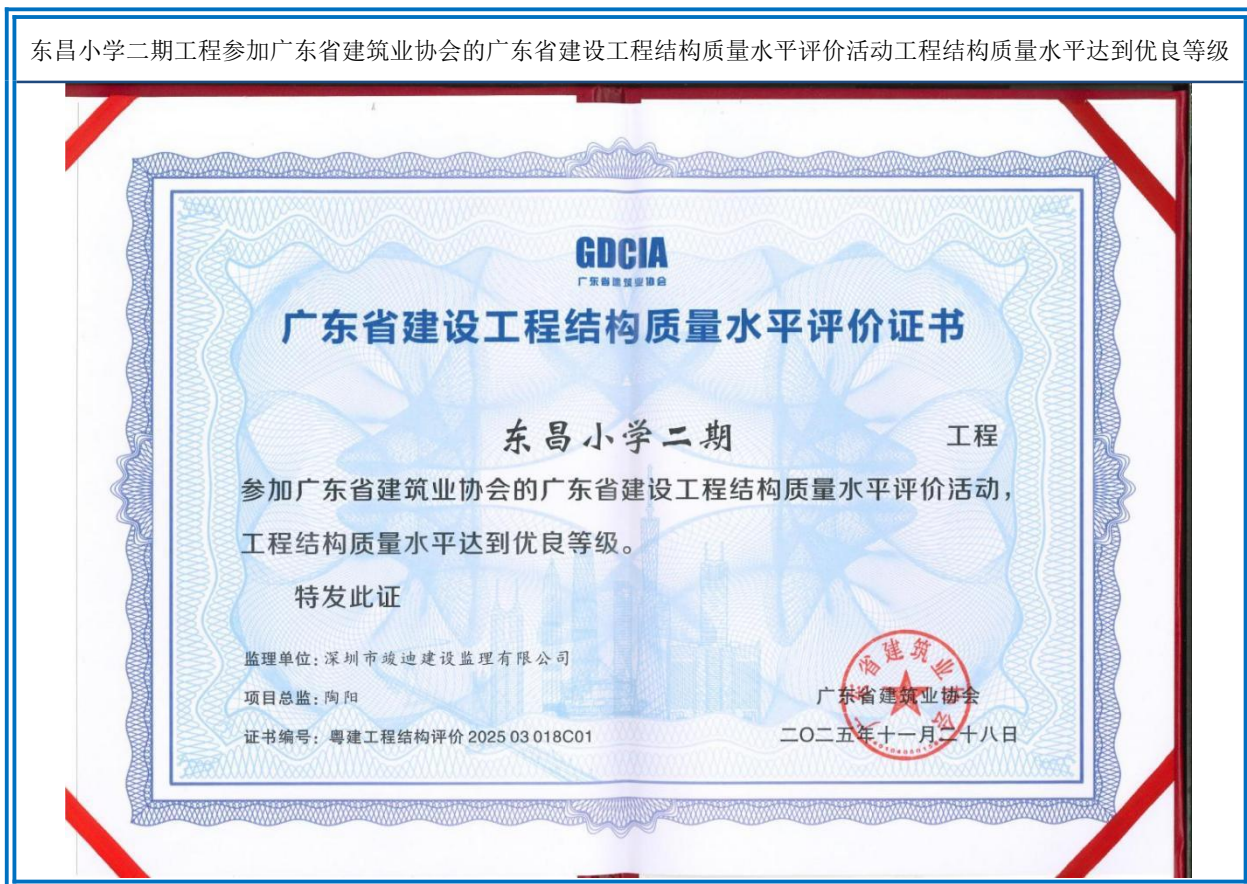 东昌小学二期工程参加广东省建筑业协会的广东省建设工程结构质量水平评价活动工程结构质量水平达到优良等级
GDCIA
广东省建筑业协会
广东省建设工程结构质量水平评价证书
东昌小学二期 工程
参加广东省建筑业协会的广东省建设工程结构质量水平评价活动，
工程结构质量水平达到优良等级。
特发此证
监理单位：深圳市竣迪建设监理有限公司
项目总监：陶阳
证书编号：粤建工程结构评价 2025 03 018C01
广东省建筑业协会
广东省建筑业协会
二〇二五年十一月二十八日